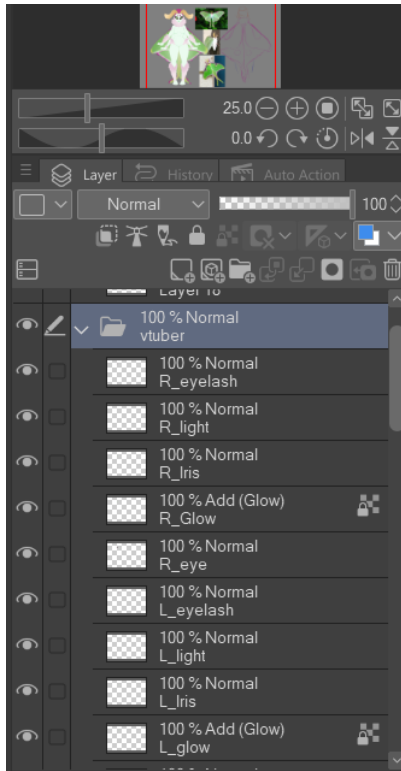 25.0
0.0
Layer History Auto Action
Normal 100
Layer 18
100 % Normal
vtuber
100 % Normal
R_eyelash
100 % Normal
R_light
100 % Normal
R_Iris
100 % Add (Glow)
R_Glow
100 % Normal
R_eye
100 % Normal
L_eyelash
100 % Normal
L_light
100 % Normal
L_Iris
100 % Add (Glow)
L_glow